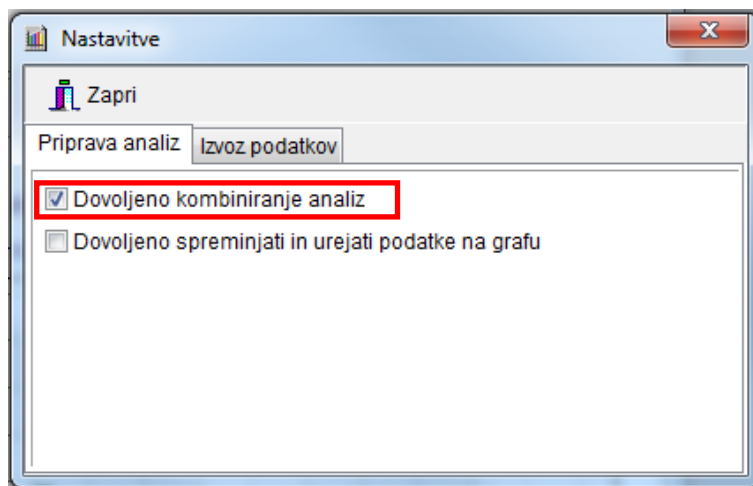 Nastavitve
Zapri
Priprava analiz Izvoz podatkov
Dovoljeno kombiniranje analiz
Dovoljeno spreminjati in urejati podatke na grafu